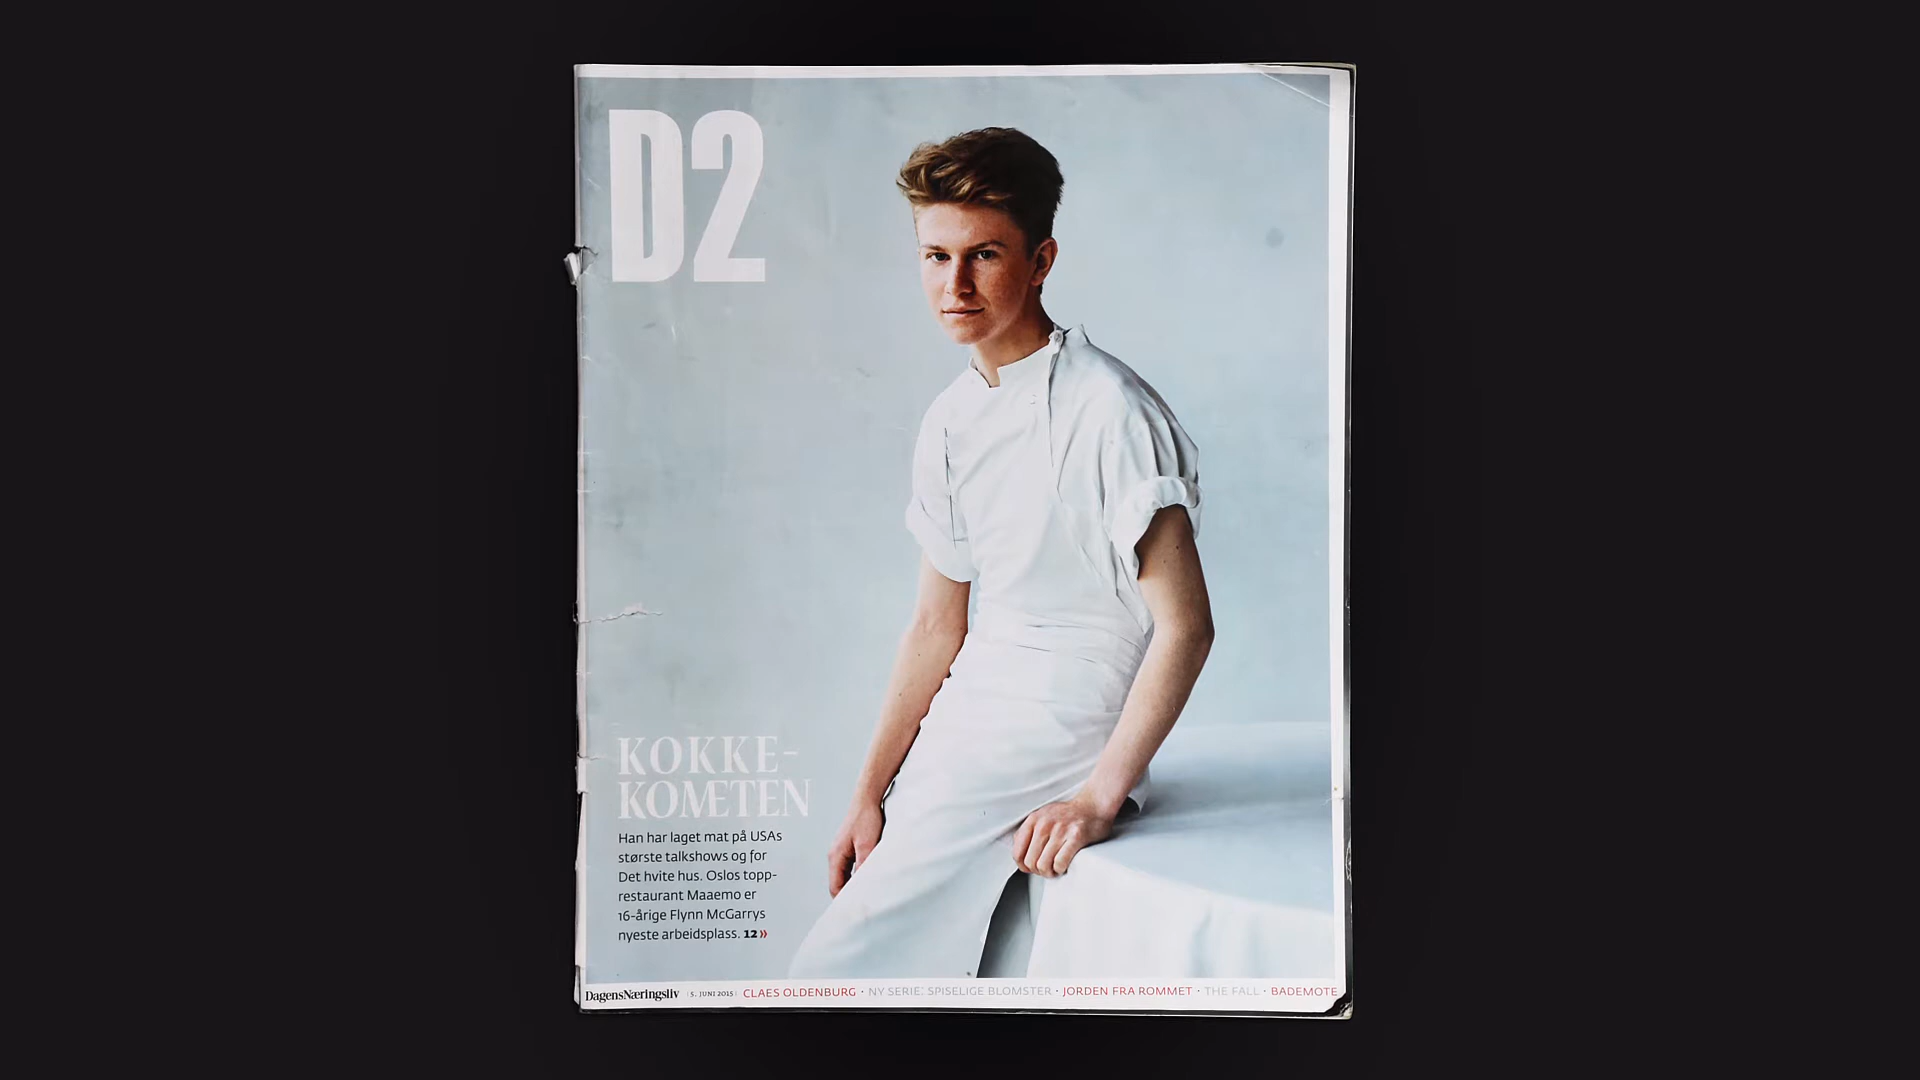 D2
KOKKE-
KOMETEN
Han har laget mat på USAs
største talkshows og for
Det hvite hus. Oslos topp-
restaurant Maaemo er
16-årige Flynn McGarrys
nyeste arbeidsplass. 12 »
DagensNæringsliv | 5. JUNI 2015 | CLAES OLDENBURG · NY SERIE: SPISELIGE BLOMSTER · JORDEN FRA ROMMET · THE FALL · BADEMOTE